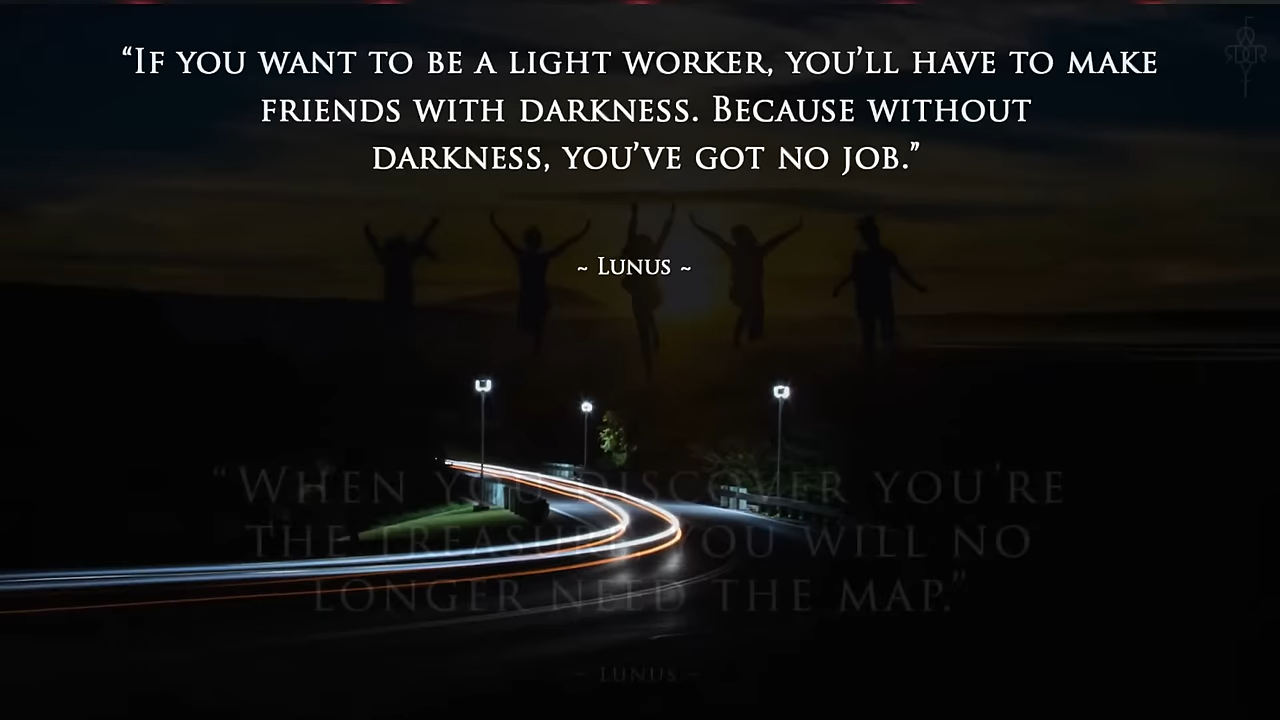 “If you want to be a light worker, you’ll have to make
friends with darkness. Because without
darkness, you’ve got no job.”
~ Lunus ~
“When you discover you’re
the treasure you will no
longer need the map.”
~ Lunus ~